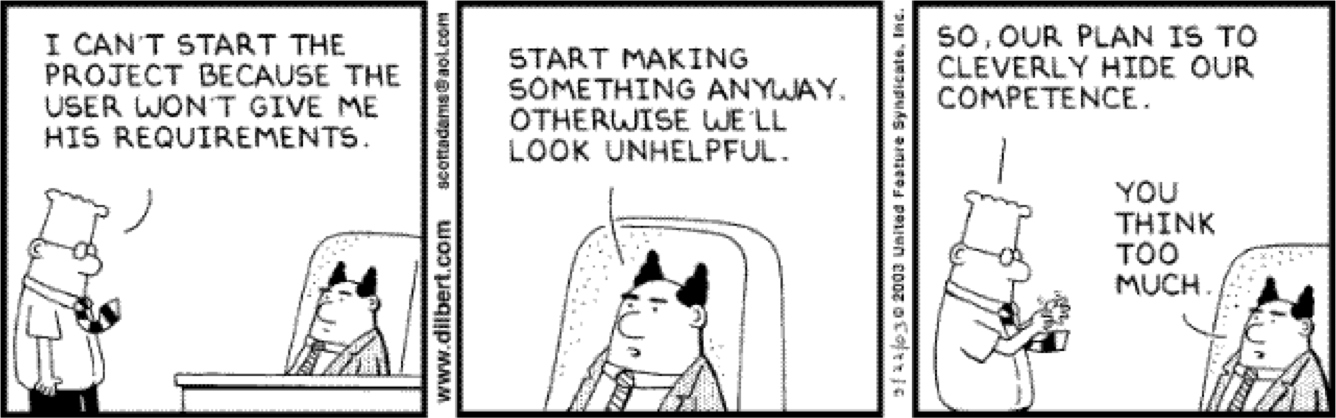 I CAN'T START THE
PROJECT BECAUSE THE
USER WON'T GIVE ME
HIS REQUIREMENTS.
www.dilbert.com scottadams@aol.com
START MAKING
SOMETHING ANYWAY.
OTHERWISE WE'LL
LOOK UNHELPFUL.
© 2003 United Feature Syndicate, Inc.
SO, OUR PLAN IS TO
CLEVERLY HIDE OUR
COMPETENCE.
YOU
THINK
TOO
MUCH.